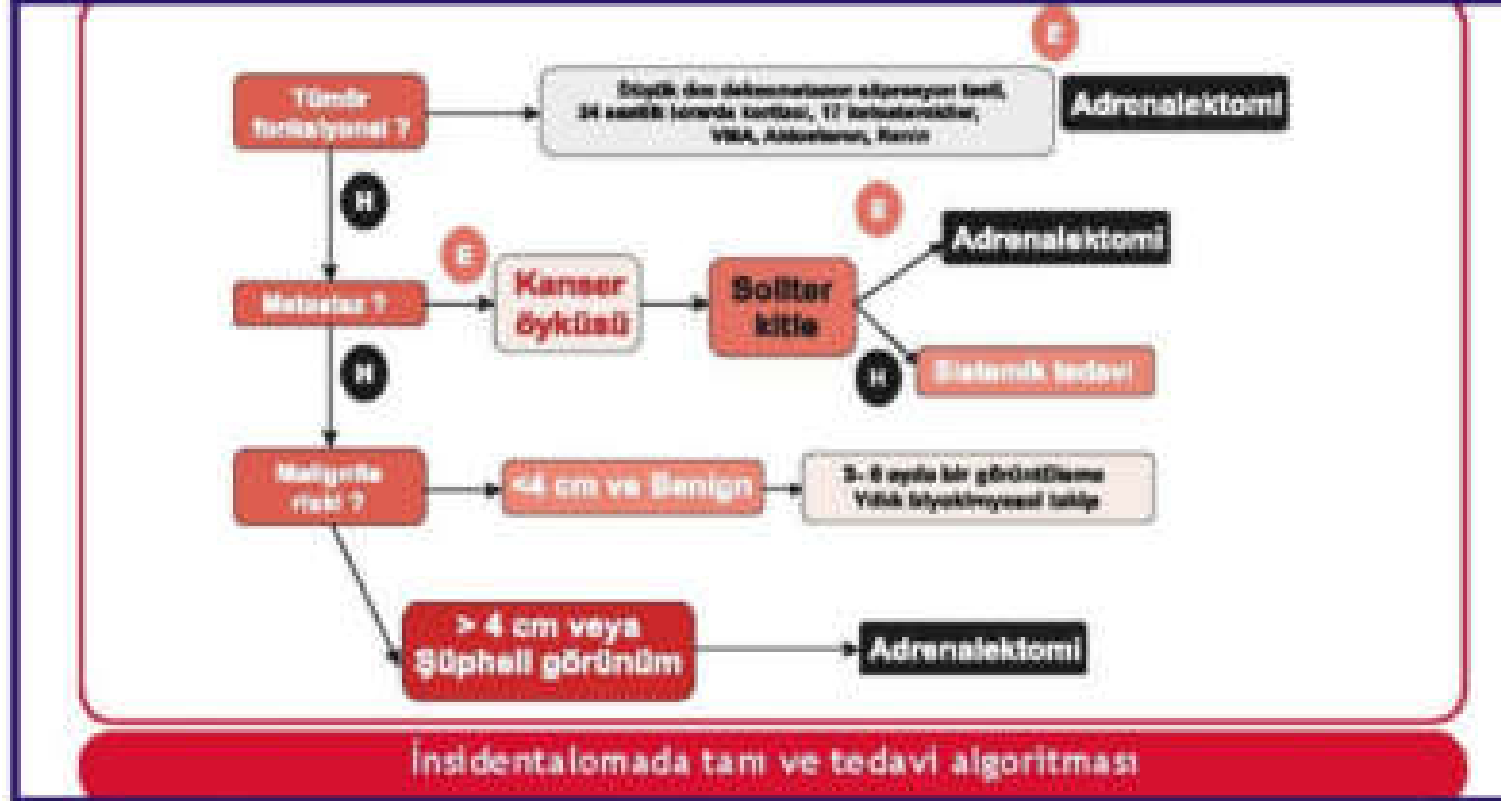 E
Tümör
fonksiyonel ?
Düşük doz deksametazon süpresyon testi,
24 saatlik idrarda kortizol, 17 ketosteroidler,
VMA, Aldosteron, Renin
Adrenalektomi
H
E
Adrenalektomi
E
Metastaz ?
Kanser
öyküsü
Soliter
kitle
H
H
Sistemik tedavi
Malignite
riski ?
<4 cm ve Benign
6 ayda bir görüntüleme
Yıllık biyokimyasal takip
> 4 cm veya
Şüpheli görünüm
Adrenalektomi
İnsidentalomada tanı ve tedavi algoritması